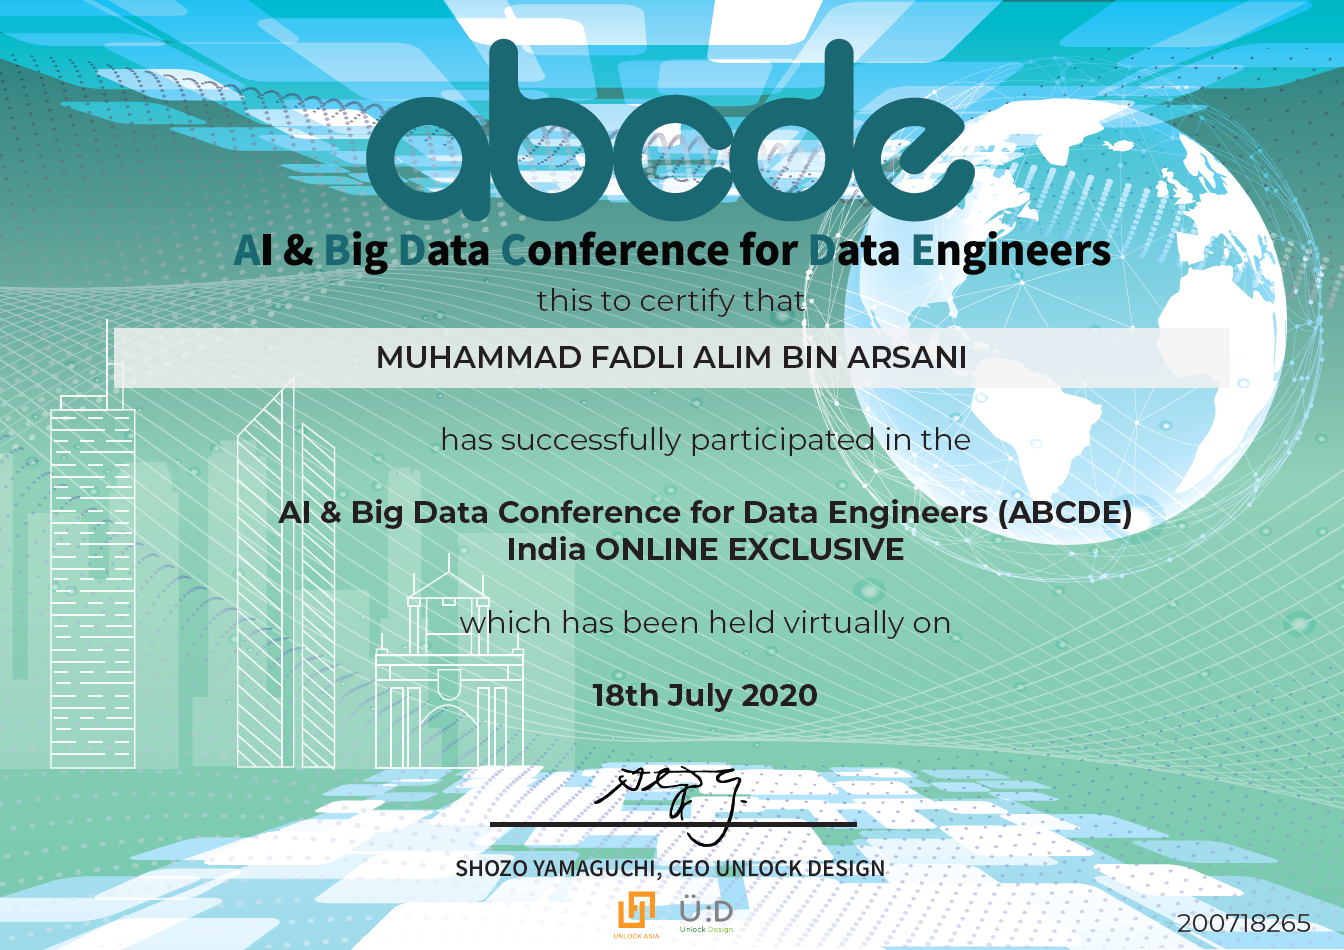 abcde
AI & Big Data Conference for Data Engineers
this to certify that
MUHAMMAD FADLI ALIM BIN ARSANI
has successfully participated in the
AI & Big Data Conference for Data Engineers (ABCDE)
India ONLINE EXCLUSIVE
which has been held virtually on
18th July 2020
SHOZO YAMAGUCHI, CEO UNLOCK DESIGN
UNLOCK ASIA
Ü:D
Unlock Design
200718265